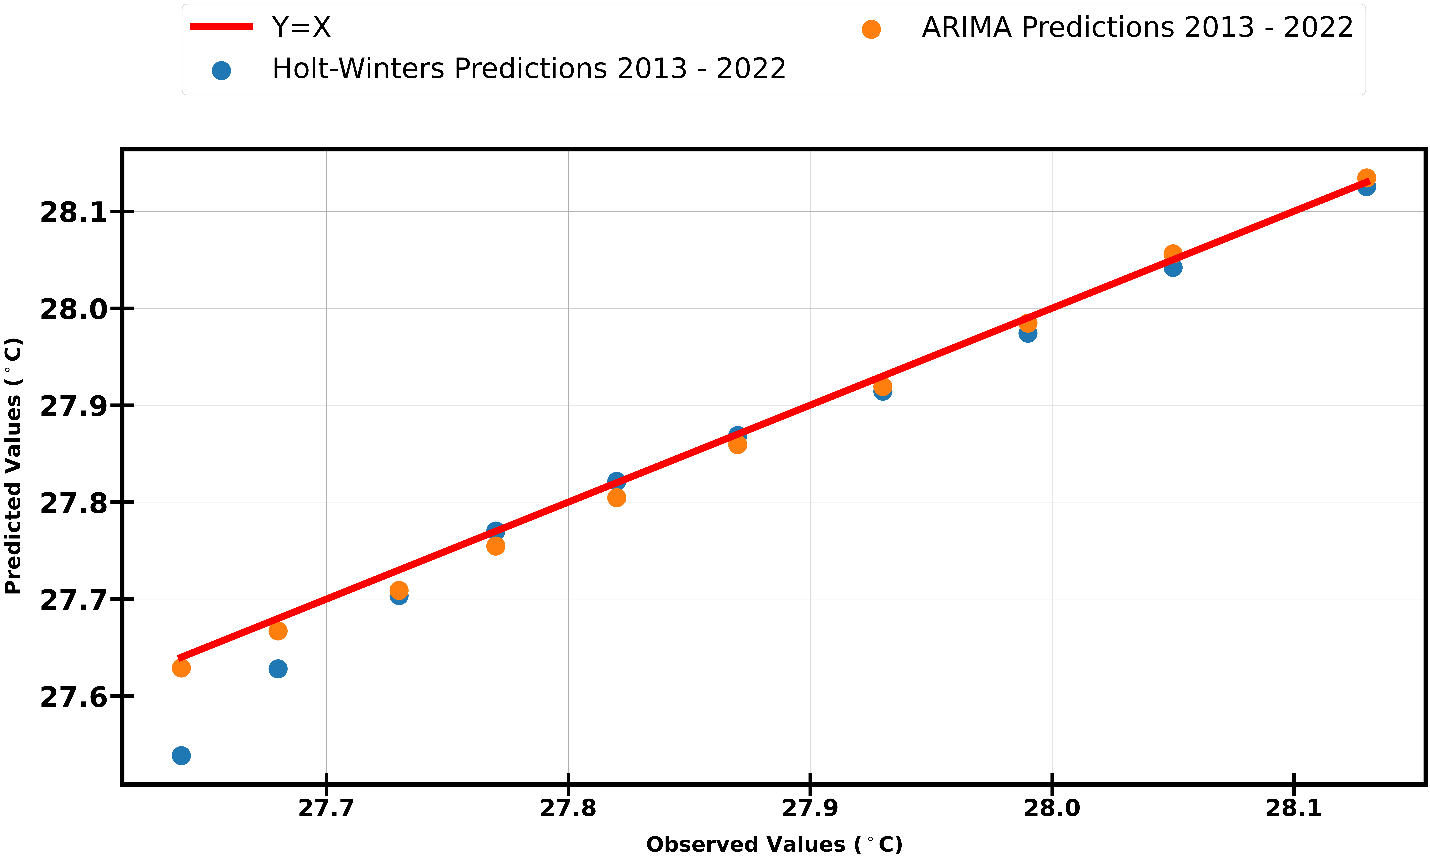 Y=X
Holt-Winters Predictions 2013 - 2022
ARIMA Predictions 2013 - 2022
28.1
28.0
27.9
27.8
27.7
27.6
Predicted Values (°C)
27.7 27.8 27.9 28.0 28.1
Observed Values (°C)